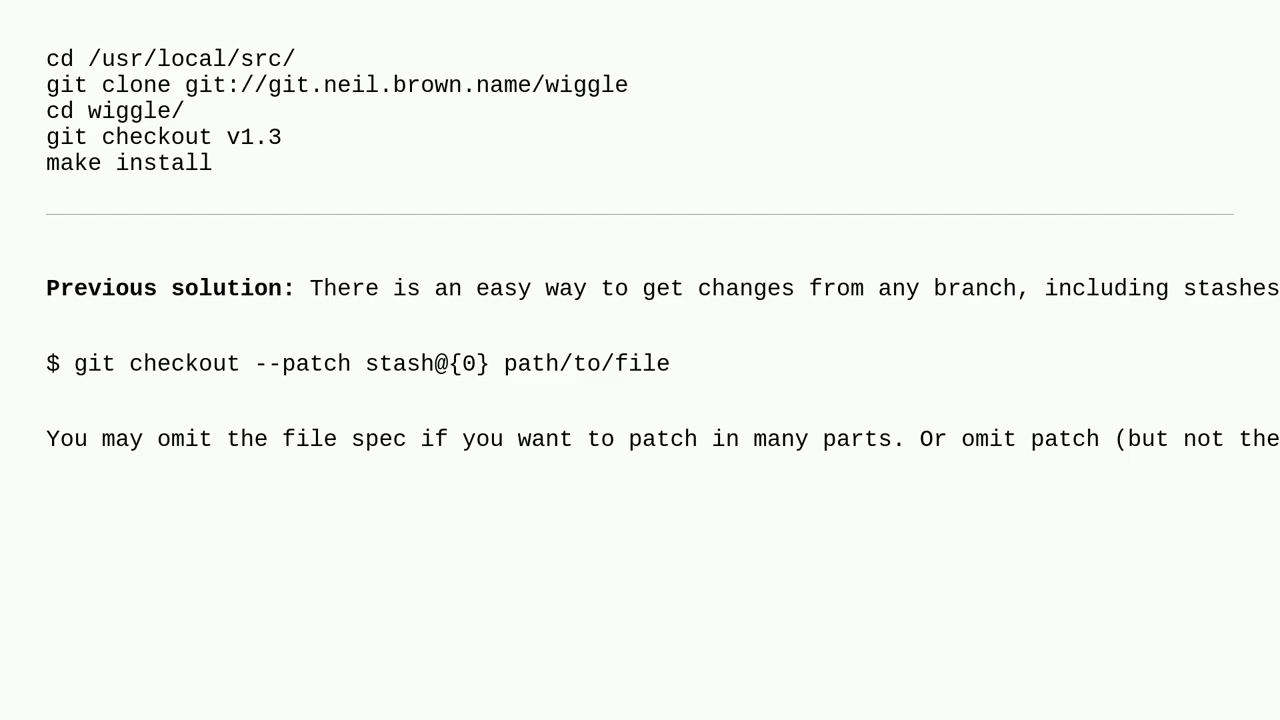 cd /usr/local/src/
git clone git://git.neil.brown.name/wiggle
cd wiggle/
git checkout v1.3
make install
Previous solution: There is an easy way to get changes from any branch, including stashes
$ git checkout --patch stash@{0} path/to/file
You may omit the file spec if you want to patch in many parts. Or omit patch (but not the